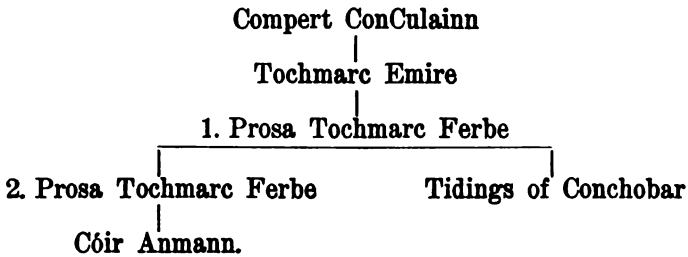 Compert ConCulainn
Tochmarc Emire
1. Prosa Tochmarc Ferbe
2. Prosa Tochmarc Ferbe Tidings of Conchobar
Cóir Anmann.